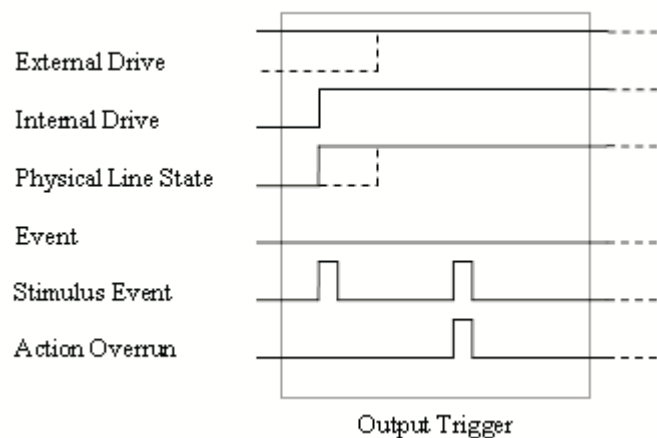 External Drive
Internal Drive
Physical Line State
Event
Stimulus Event
Action Overrun
Output Trigger